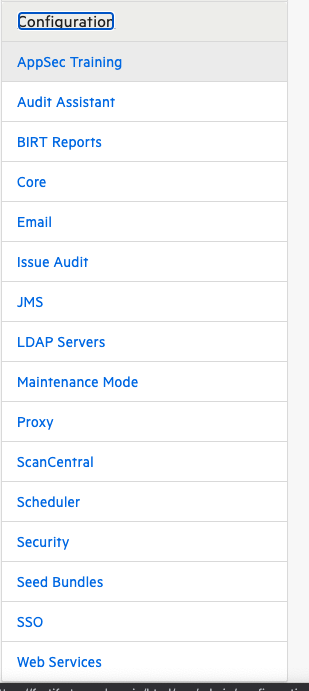 Configuration
AppSec Training
Audit Assistant
BIRT Reports
Core
Email
Issue Audit
JMS
LDAP Servers
Maintenance Mode
Proxy
ScanCentral
Scheduler
Security
Seed Bundles
SSO
Web Services